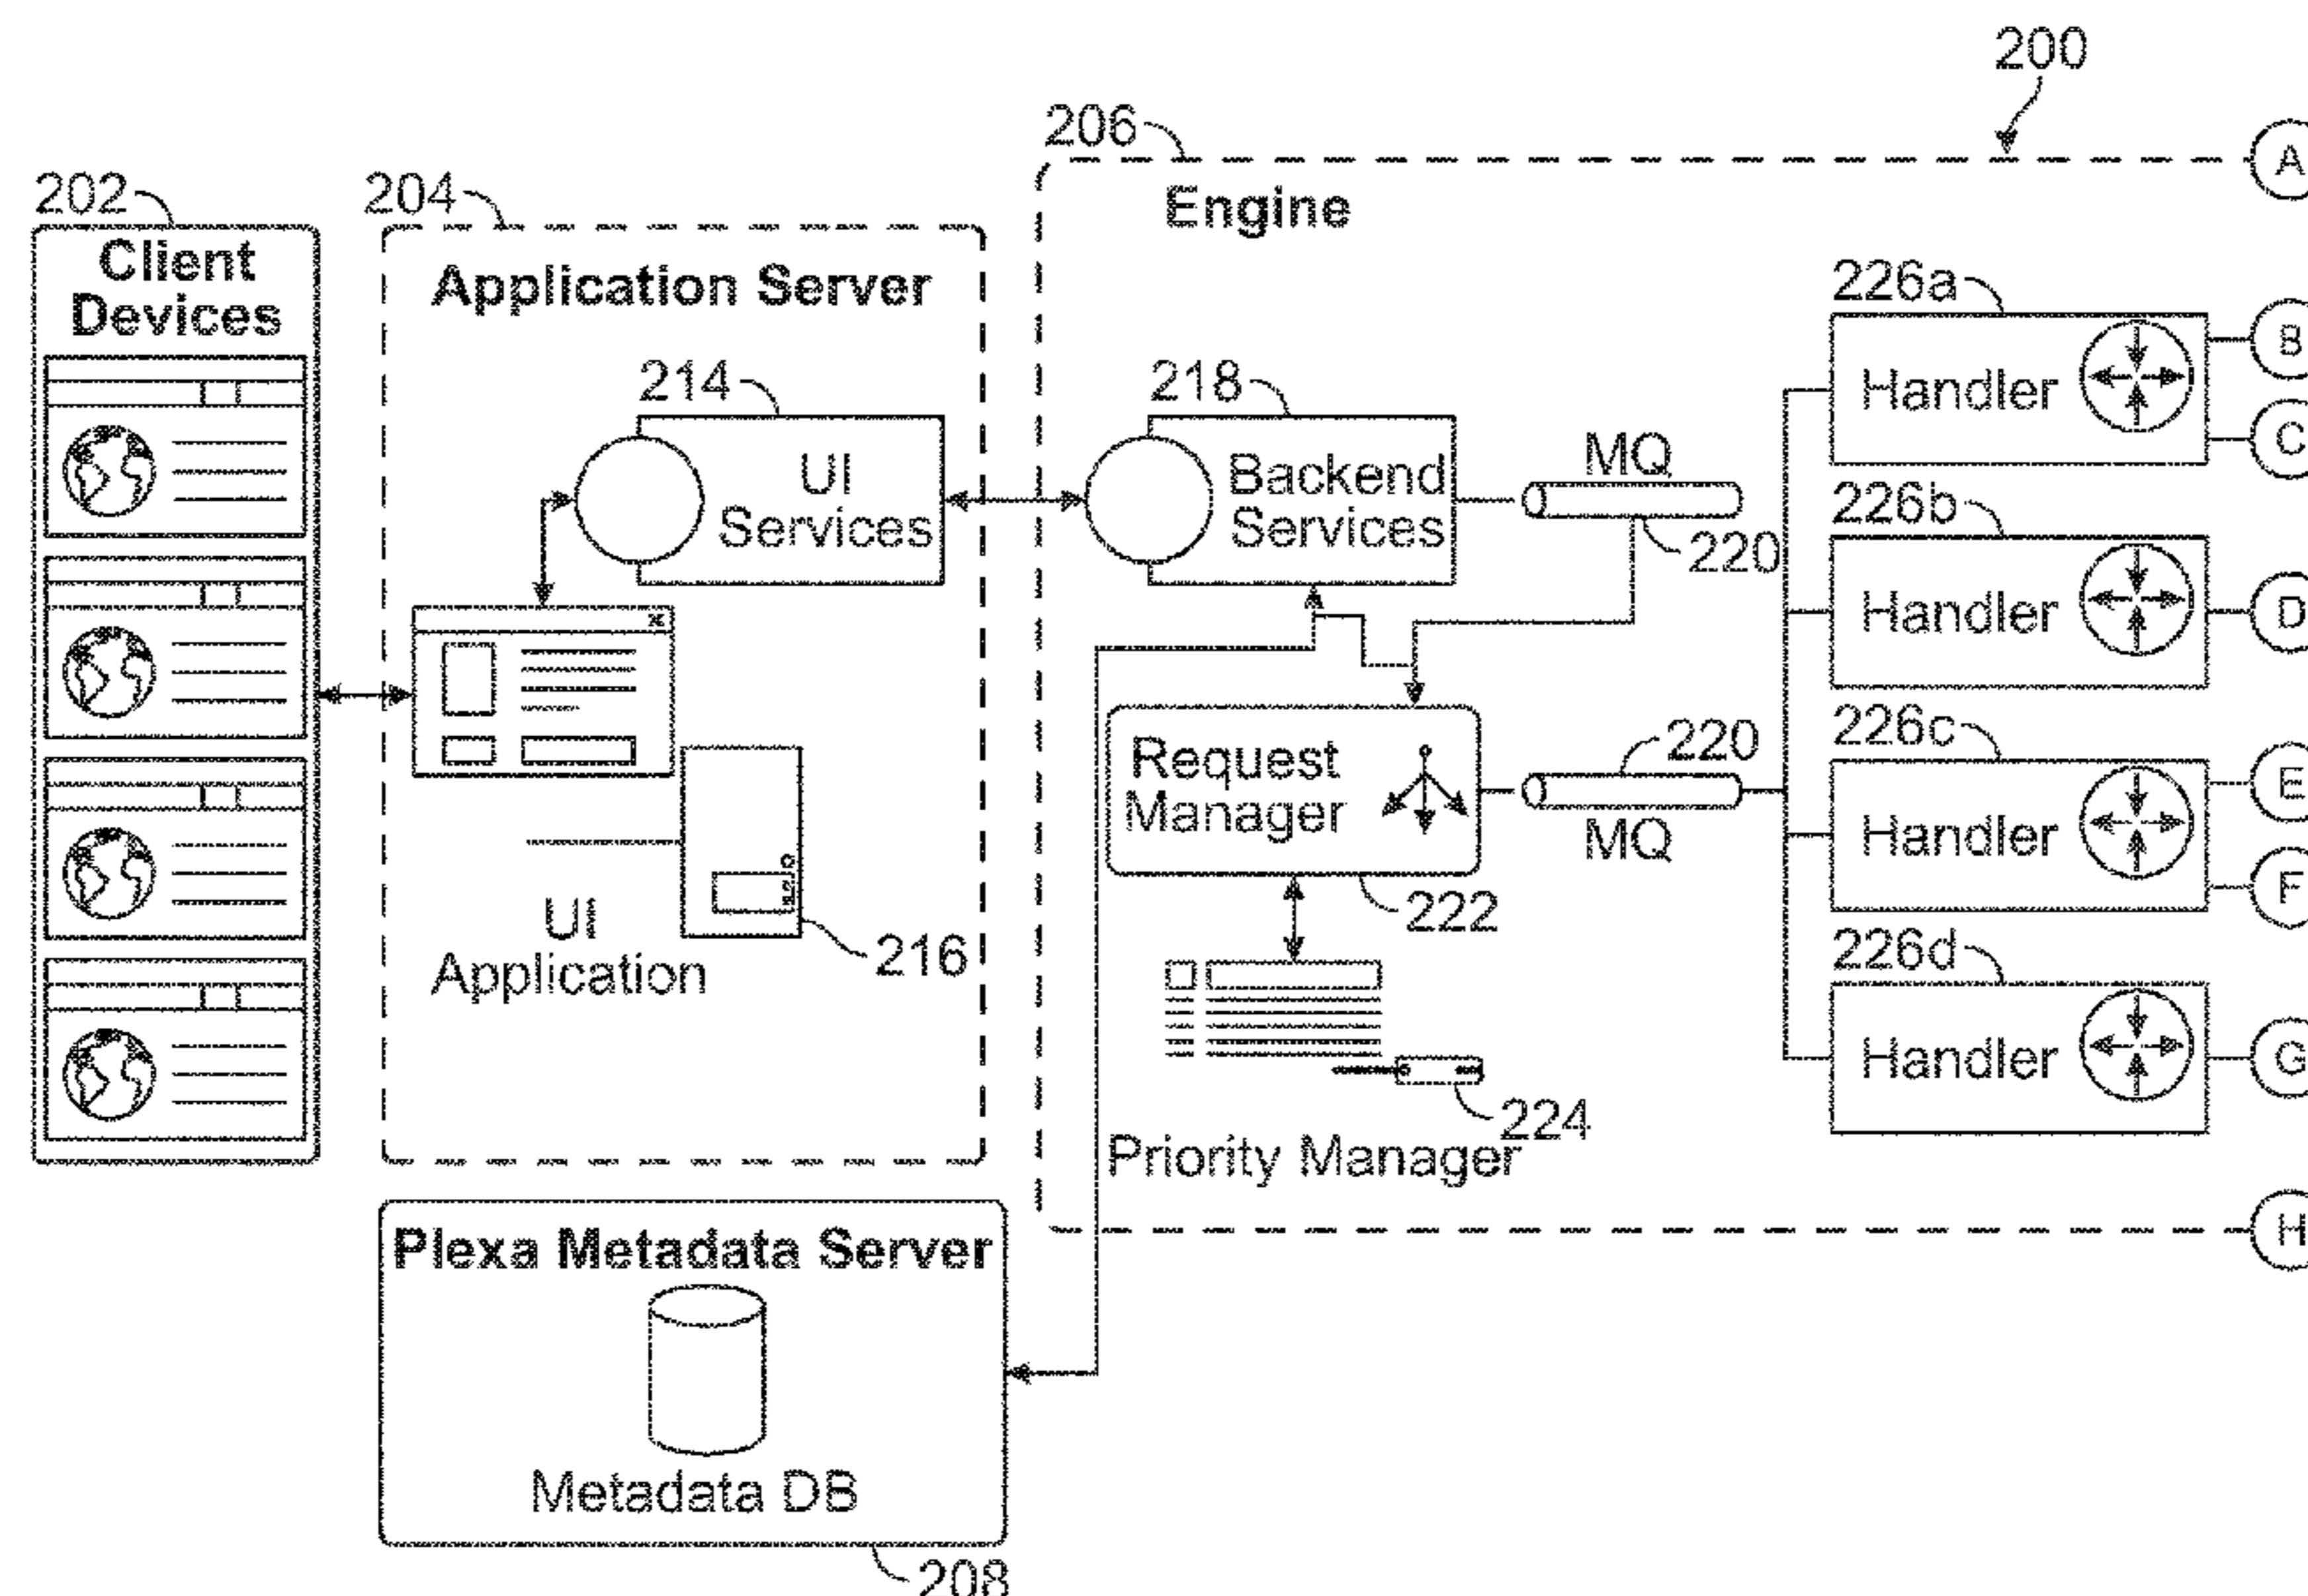 200
206
A
Engine
202
204
Client
Devices
Application Server
226a
B
Handler
C
214
218
UI
Services
Backend
Services
MQ
220
226b
Handler
D
Request
Manager
220
MQ
226c
Handler
E
F
222
UI
Application
216
226d
Handler
G
224
Priority Manager
H
Plexa Metadata Server
Metadata DB
208